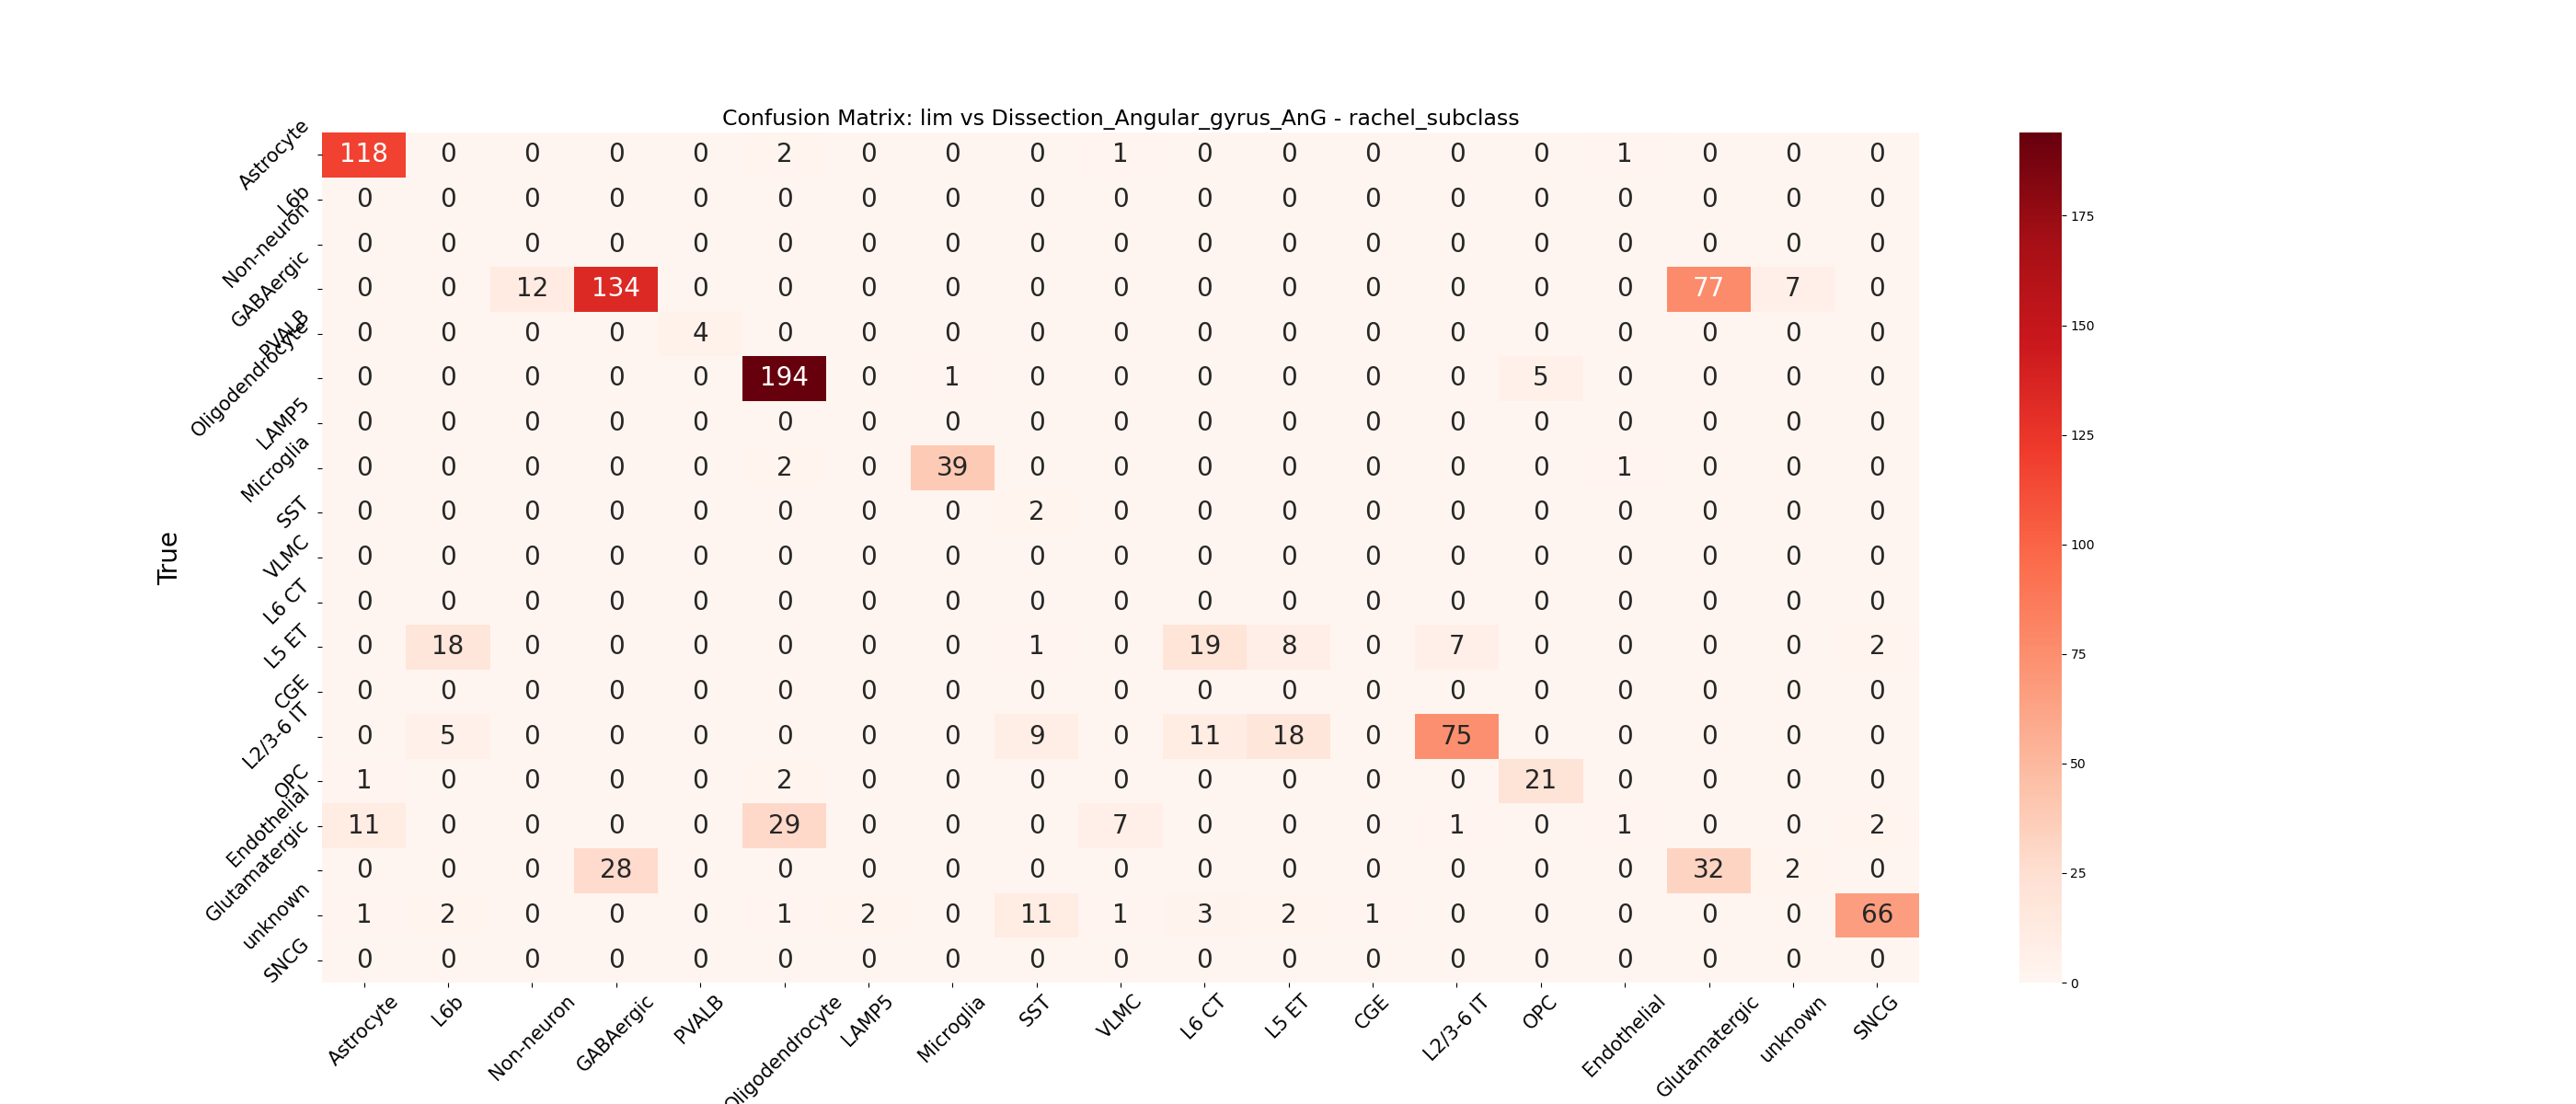 Confusion Matrix: lim vs Dissection_Angular_gyrus_AnG - rachel_subclass
True
Astrocyte 118 0 0 0 0 2 0 0 0 1 0 0 0 0 0 1 0 0 0
L6b 0 0 0 0 0 0 0 0 0 0 0 0 0 0 0 0 0 0 0
Non-neuron 0 0 0 0 0 0 0 0 0 0 0 0 0 0 0 0 0 0 0
GABAergic 0 0 12 134 0 0 0 0 0 0 0 0 0 0 0 0 77 7 0
PVALB 0 0 0 0 4 0 0 0 0 0 0 0 0 0 0 0 0 0 0
Oligodendrocyte 0 0 0 0 0 194 0 1 0 0 0 0 0 0 5 0 0 0 0
LAMP5 0 0 0 0 0 0 0 0 0 0 0 0 0 0 0 0 0 0 0
Microglia 0 0 0 0 0 2 0 39 0 0 0 0 0 0 0 1 0 0 0
SST 0 0 0 0 0 0 0 0 2 0 0 0 0 0 0 0 0 0 0
VLMC 0 0 0 0 0 0 0 0 0 0 0 0 0 0 0 0 0 0 0
L6 CT 0 0 0 0 0 0 0 0 0 0 0 0 0 0 0 0 0 0 0
L5 ET 0 18 0 0 0 0 0 0 1 0 19 8 0 7 0 0 0 0 2
CGE 0 0 0 0 0 0 0 0 0 0 0 0 0 0 0 0 0 0 0
L2/3-6 IT 0 5 0 0 0 0 0 0 9 0 11 18 0 75 0 0 0 0 0
OPC 1 0 0 0 0 2 0 0 0 0 0 0 0 0 21 0 0 0 0
Endothelial 11 0 0 0 0 29 0 0 0 7 0 0 0 1 0 1 0 0 2
Glutamatergic 0 0 0 28 0 0 0 0 0 0 0 0 0 0 0 0 32 2 0
unknown 1 2 0 0 0 1 2 0 11 1 3 2 1 0 0 0 0 0 66
SNCG 0 0 0 0 0 0 0 0 0 0 0 0 0 0 0 0 0 0 0
Astrocyte L6b Non-neuron GABAergic PVALB Oligodendrocyte LAMP5 Microglia SST VLMC L6 CT L5 ET CGE L2/3-6 IT OPC Endothelial Glutamatergic unknown SNCG
175
150
125
100
75
50
25
0